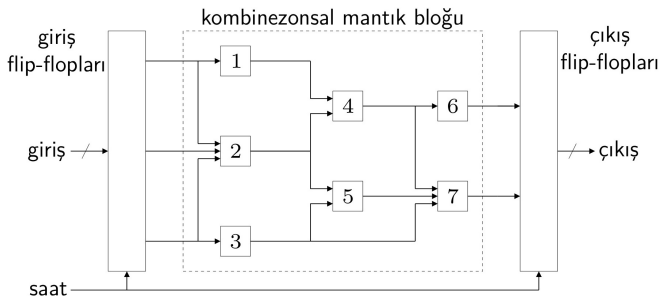 kombinezonsal mantık bloğu
giriş
flip-flopları
çıkış
flip-flopları
1
4
6
giriş
2
çıkış
5
7
3
saat